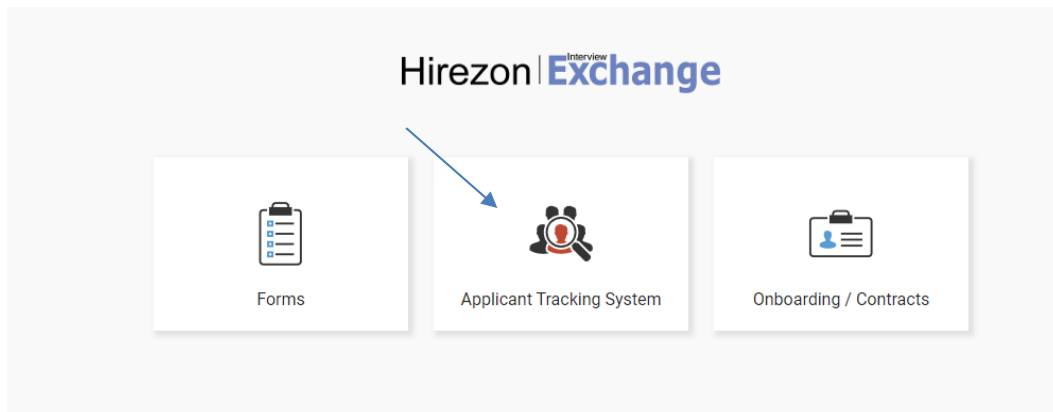 Hirezon Interview Exchange
Forms
Applicant Tracking System
Onboarding / Contracts